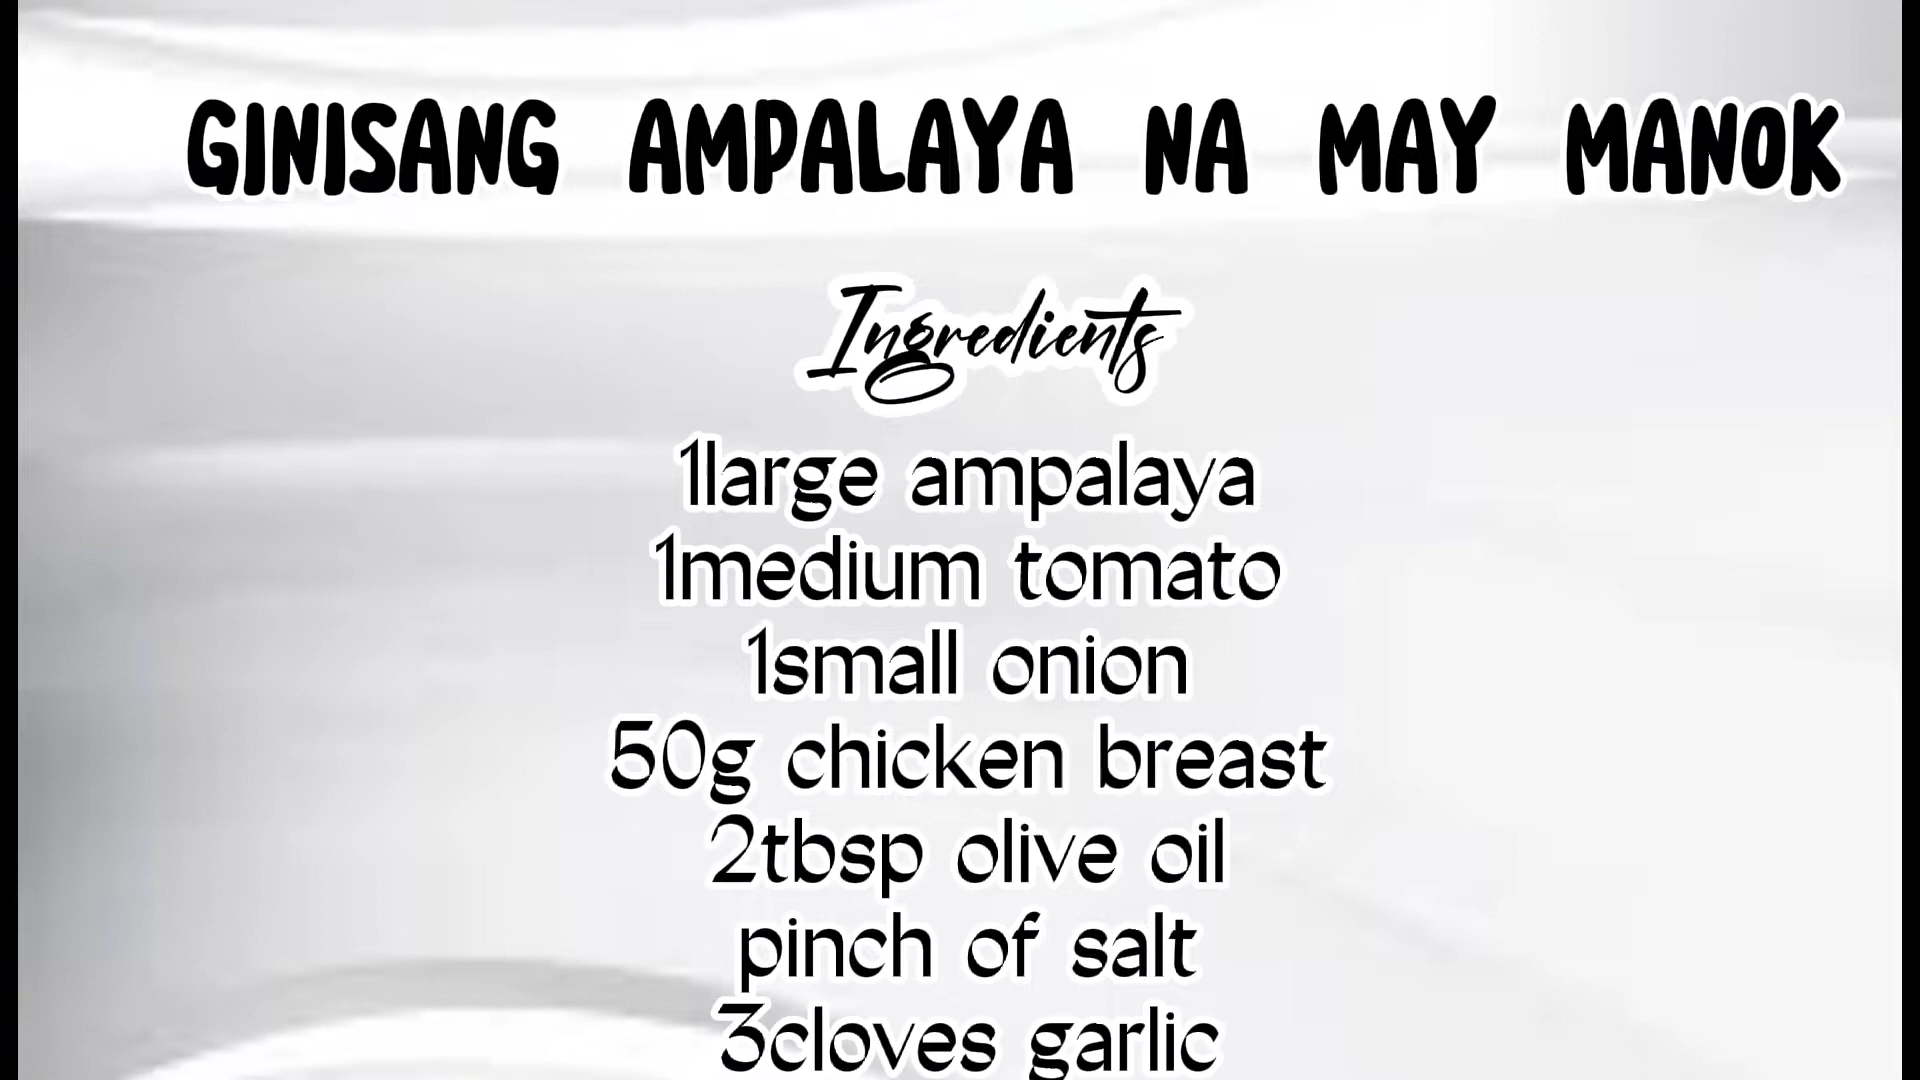 GINISANG AMPALAYA NA MAY MANOK
Ingredients
1large ampalaya
1medium tomato
1small onion
50g chicken breast
2tbsp olive oil
pinch of salt
3cloves garlic